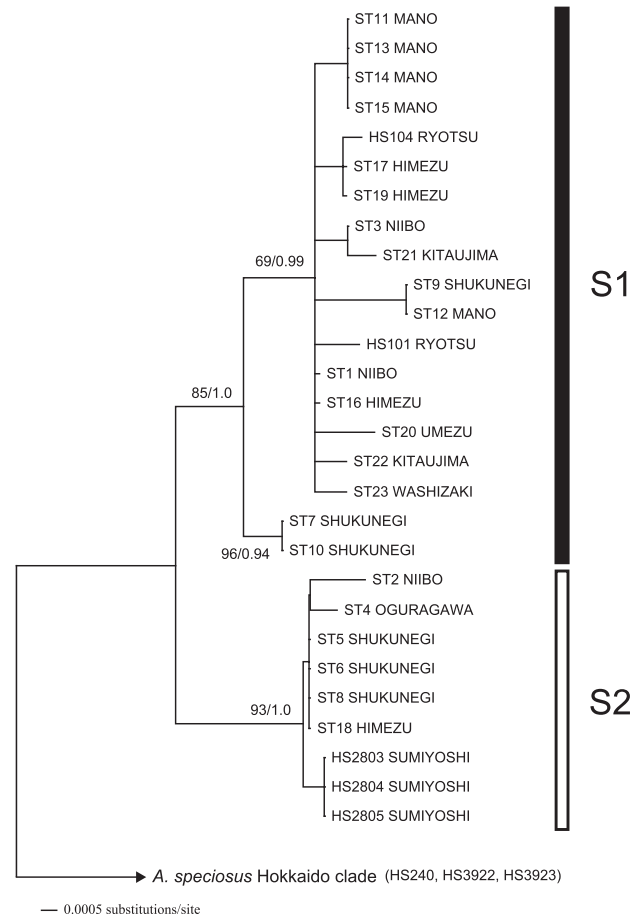 ST11 MANO
ST13 MANO
ST14 MANO
ST15 MANO
HS104 RYOTSU
ST17 HIMEZU
ST19 HIMEZU
ST3 NIIBO
69/0.99
ST21 KITAUJIMA
ST9 SHUKUNEGI
S1
ST12 MANO
HS101 RYOTSU
ST1 NIIBO
85/1.0
ST16 HIMEZU
ST20 UMEZU
ST22 KITAUJIMA
ST23 WASHIZAKI
ST7 SHUKUNEGI
96/0.94
ST10 SHUKUNEGI
ST2 NIIBO
ST4 OGURAGAWA
ST5 SHUKUNEGI
ST6 SHUKUNEGI
ST8 SHUKUNEGI
S2
93/1.0
ST18 HIMEZU
HS2803 SUMIYOSHI
HS2804 SUMIYOSHI
HS2805 SUMIYOSHI
A. speciosus Hokkaido clade (HS240, HS3922, HS3923)
0.0005 substitutions/site